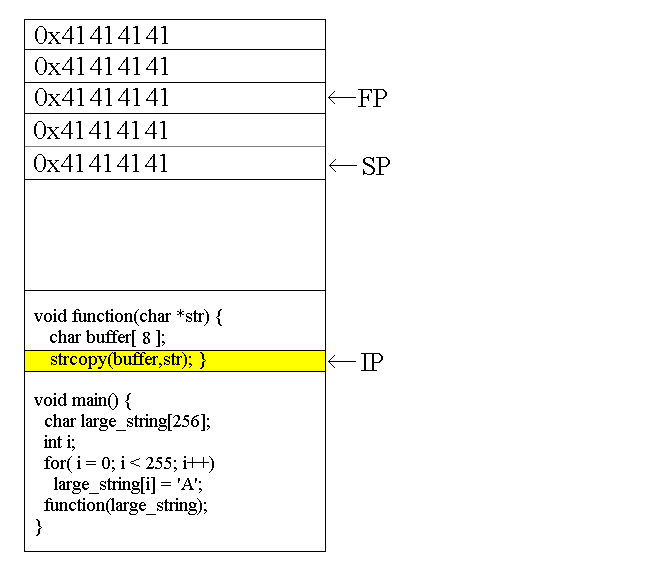 0x41414141
0x41414141
0x41414141 FP
0x41414141
0x41414141 SP
void function(char *str) {
char buffer[ 8 ];
strcopy(buffer,str); } IP
void main() {
char large_string[256];
int i;
for( i = 0; i < 255; i++)
large_string[i] = 'A';
function(large_string);
}